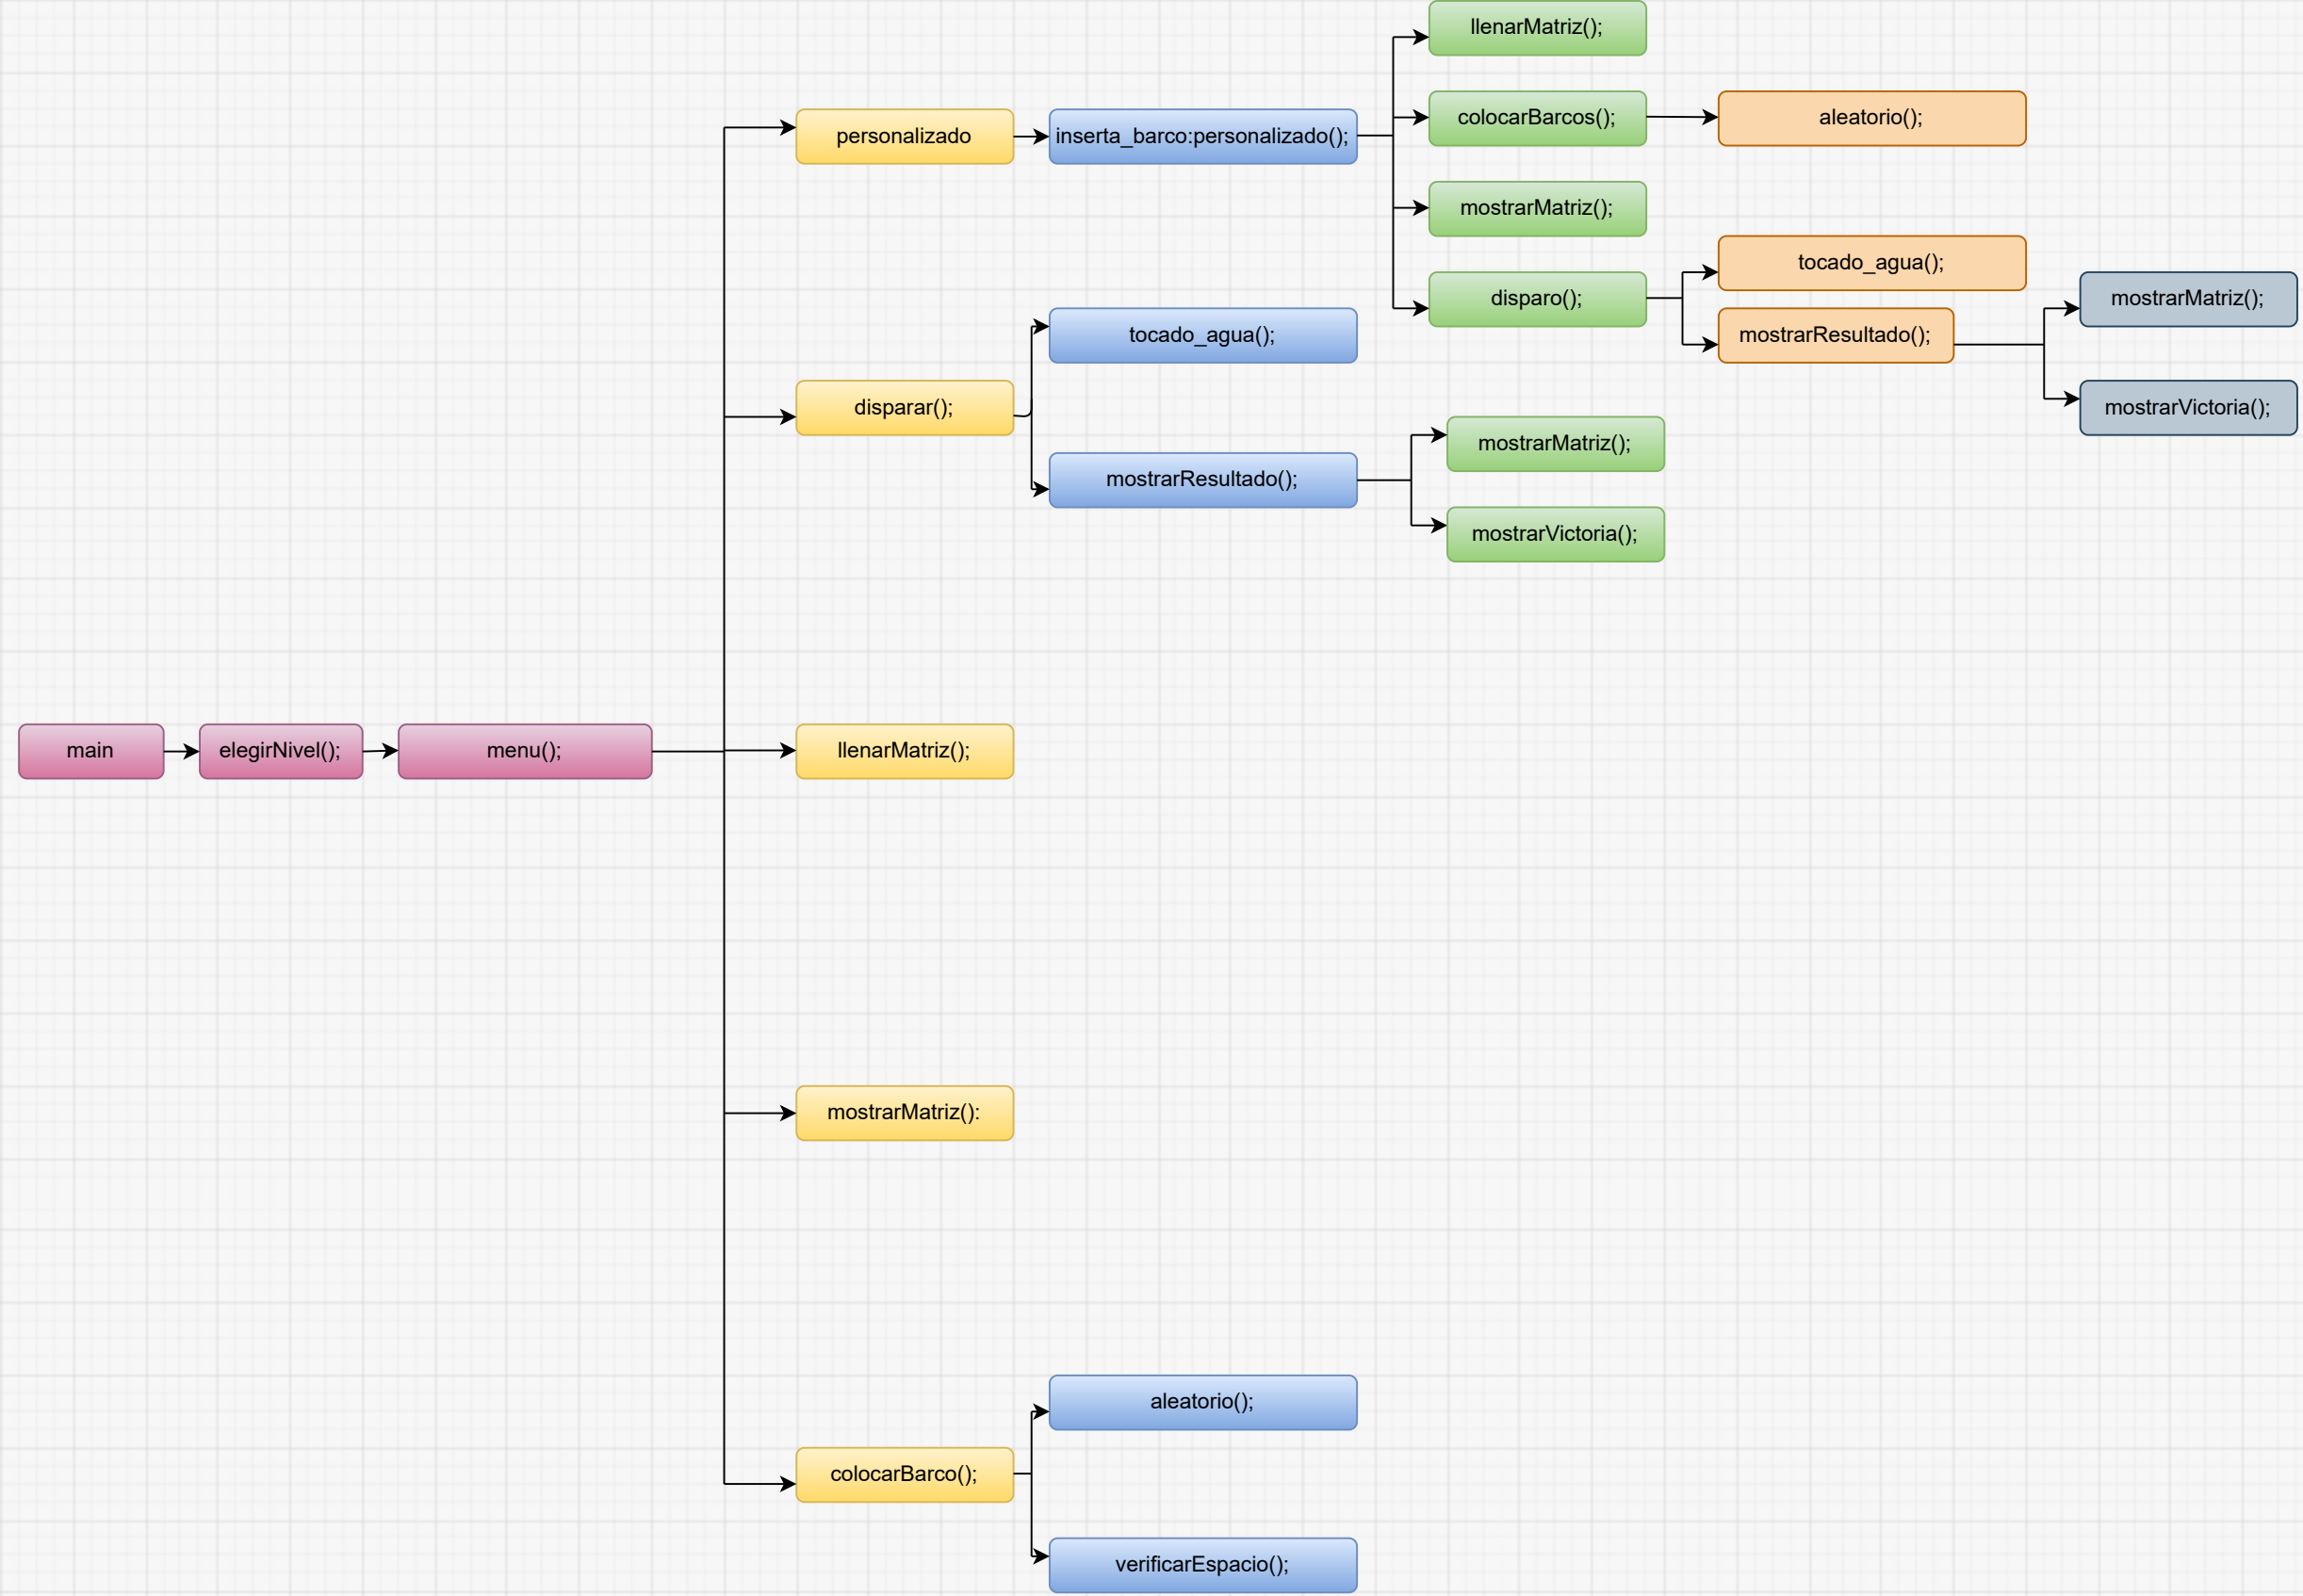 llenarMatriz();
personalizado
inserta_barco:personalizado();
colocarBarcos();
aleatorio();
mostrarMatriz();
disparo();
tocado_agua();
mostrarResultado();
mostrarMatriz();
mostrarVictoria();
disparar();
tocado_agua();
mostrarResultado();
mostrarMatriz();
mostrarVictoria();
main
elegirNivel();
menu();
llenarMatriz();
mostrarMatriz():
colocarBarco();
aleatorio();
verificarEspacio();